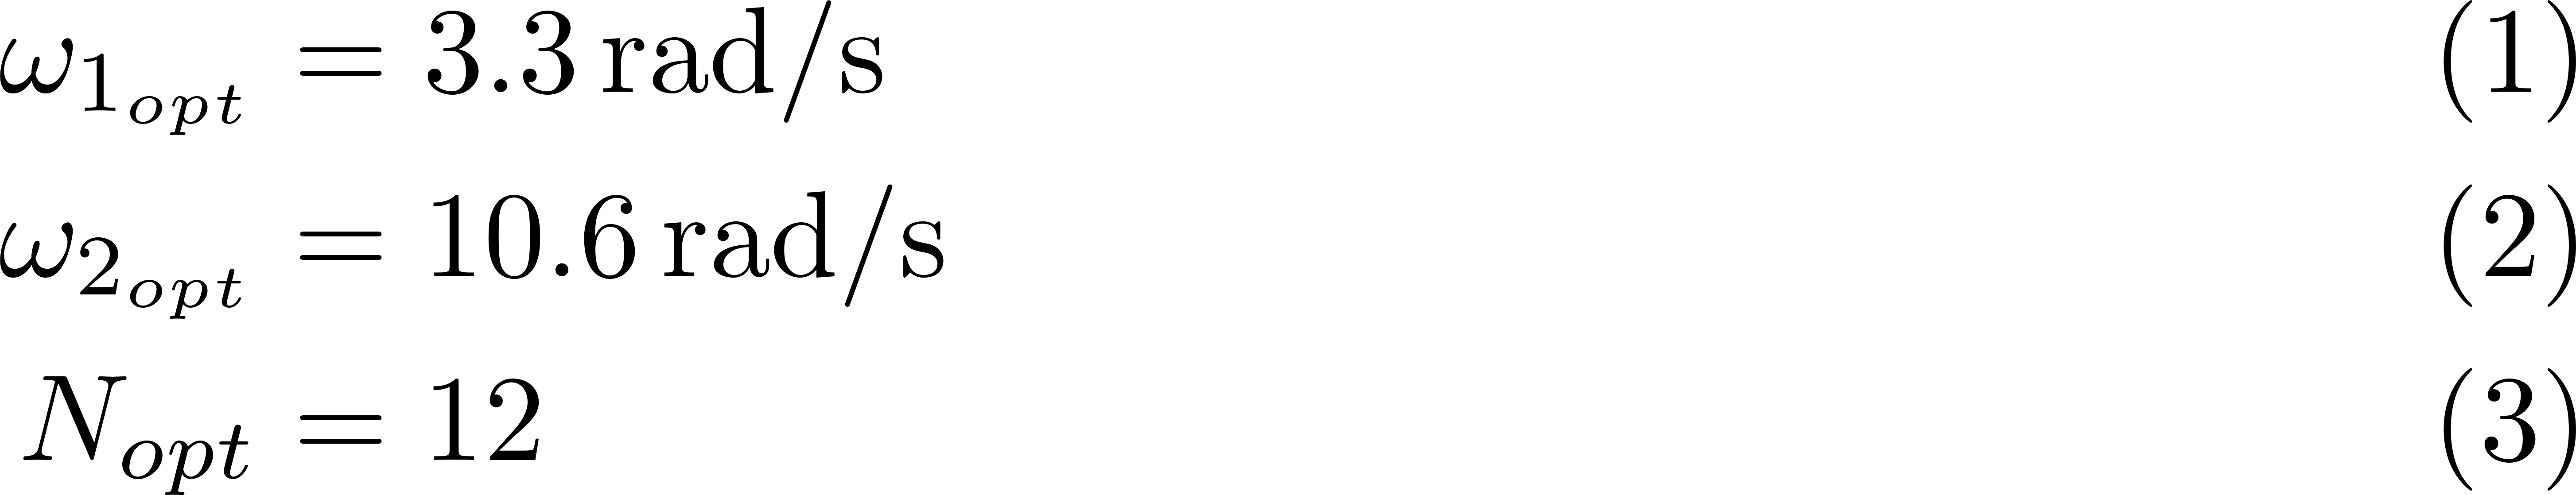 ω₁ₒₚₜ = 3.3 rad/s (1)
ω₂ₒₚₜ = 10.6 rad/s (2)
Nₒₚₜ = 12 (3)